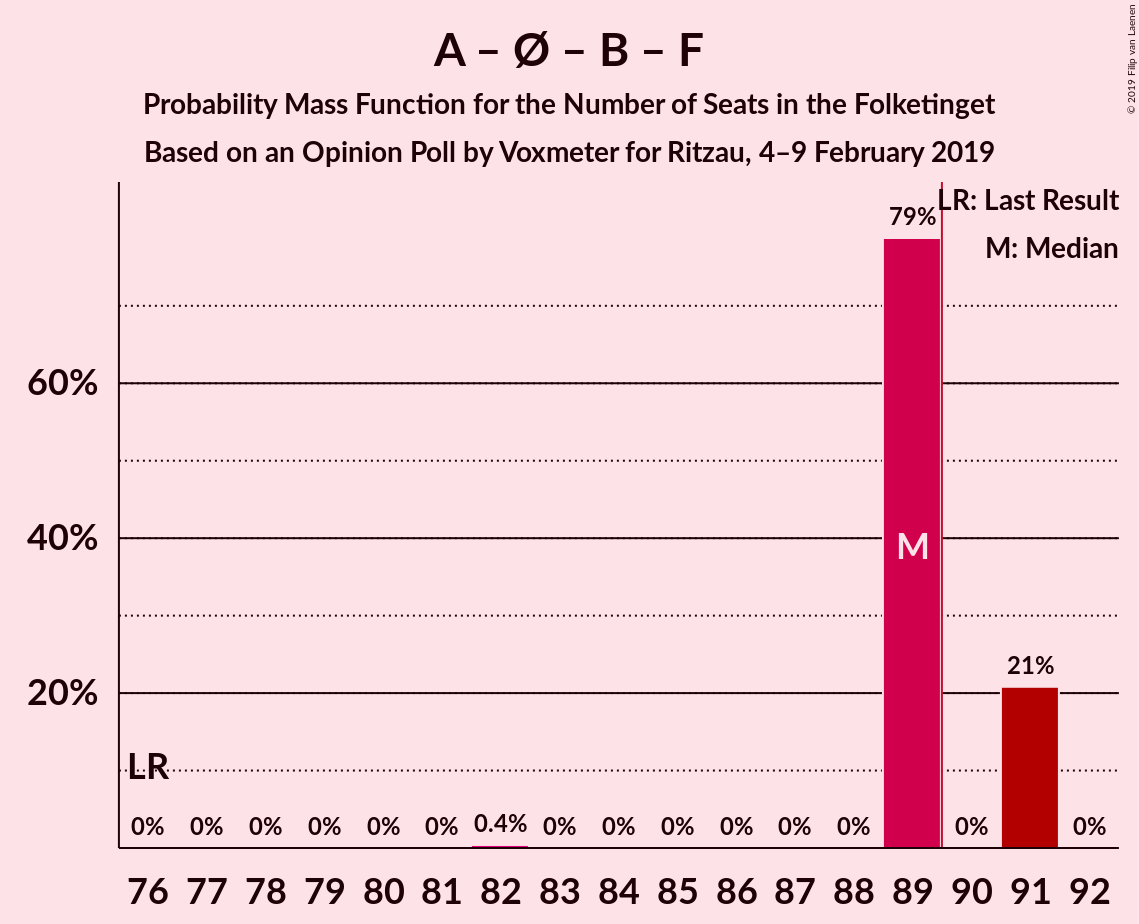 A – Ø – B – F
Probability Mass Function for the Number of Seats in the Folketinget
Based on an Opinion Poll by Voxmeter for Ritzau, 4–9 February 2019
© 2019 Filip van Laenen
LR: Last Result
M: Median
79%
60%
40%
M
21%
20%
LR
0% 0% 0% 0% 0% 0% 0.4% 0% 0% 0% 0% 0% 0% 0% 0%
76 77 78 79 80 81 82 83 84 85 86 87 88 89 90 91 92